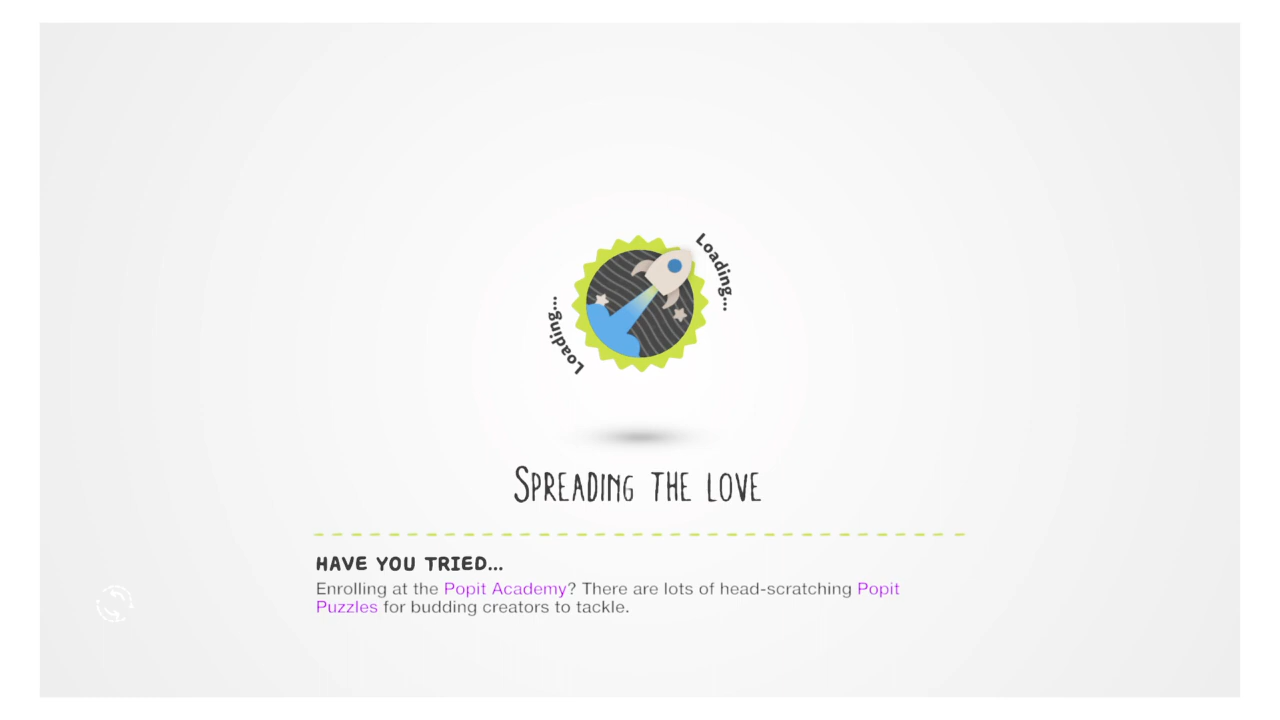 Loading...
Loading...
SPREADING THE LOVE
HAVE YOU TRIED...
Enrolling at the Popit Academy? There are lots of head-scratching Popit
Puzzles for budding creators to tackle.